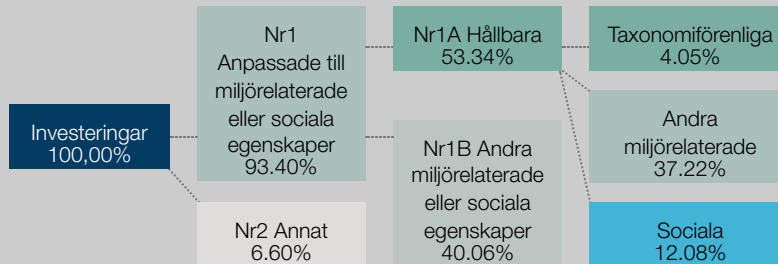 Investeringar
100,00%
Nr1
Anpassade till
miljörelaterade
eller sociala
egenskaper
93.40%
Nr2 Annat
6.60%
Nr1A Hållbara
53.34%
Nr1B Andra
miljörelaterade
eller sociala
egenskaper
40.06%
Taxonomiförenliga
4.05%
Andra
miljörelaterade
37.22%
Sociala
12.08%